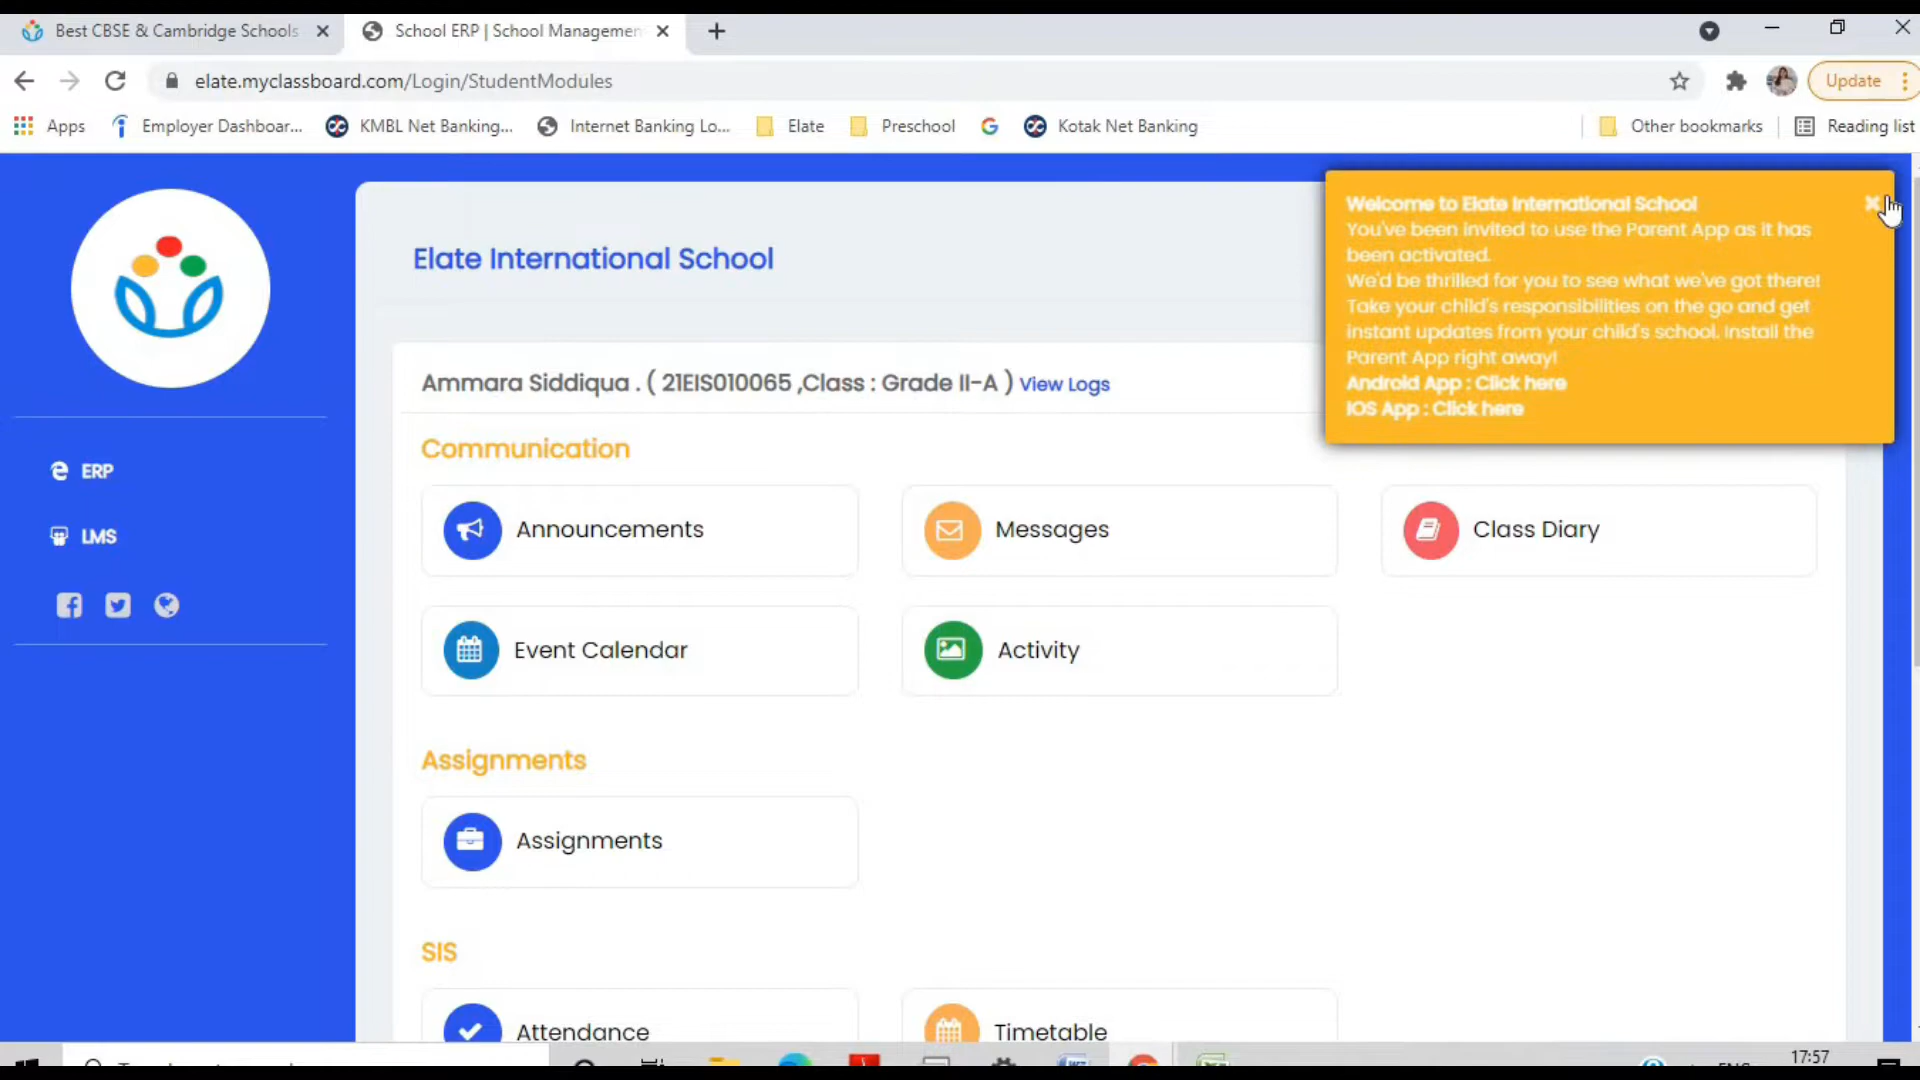 Best CBSE & Cambridge Schools
School ERP | School Managemen
elate.myclassboard.com/Login/StudentModules
Update
Apps
Employer Dashboar...
KMBL Net Banking...
Internet Banking Lo...
Elate
Preschool
Kotak Net Banking
Other bookmarks
Reading list
Welcome to Elate International School
You've been invited to use the Parent App as it has
been activated.
We'd be thrilled for you to see what we've got there!
Take your child's responsibilities on the go and get
instant updates from your child's school. Install the
Parent App right away!
Android App : Click here
IOS App : Click here
Elate International School
Ammara Siddiqua . ( 21EIS010065 ,Class : Grade II-A ) View Logs
ERP
LMS
Communication
Announcements
Messages
Class Diary
Event Calendar
Activity
Assignments
Assignments
SIS
Attendance
Timetable
17:57